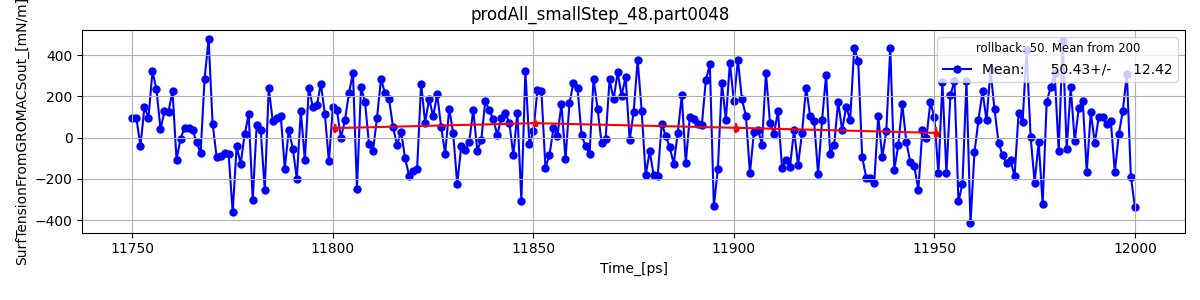 prodAll_smallStep_48.part0048
SurfTensionFromGROMACSout_[mN/m]
400
200
0
−200
−400
rollback: 50. Mean from 200
Mean: 50.43+/- 12.42
11750 11800 11850 11900 11950 12000
Time_[ps]